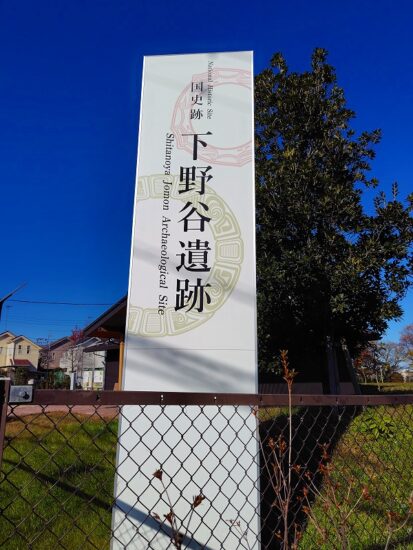 国史跡
National Historic Site
下野谷遺跡
Shitanoya Jomon Archaeological Site